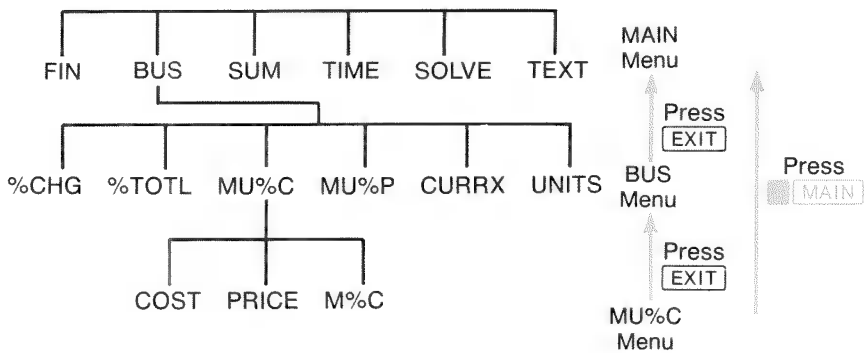 FIN BUS SUM TIME SOLVE TEXT
MAIN
Menu
Press
EXIT
%CHG %TOTL MU%C MU%P CURRX UNITS
BUS
Menu
Press
MAIN
Press
EXIT
COST PRICE M%C
MU%C
Menu